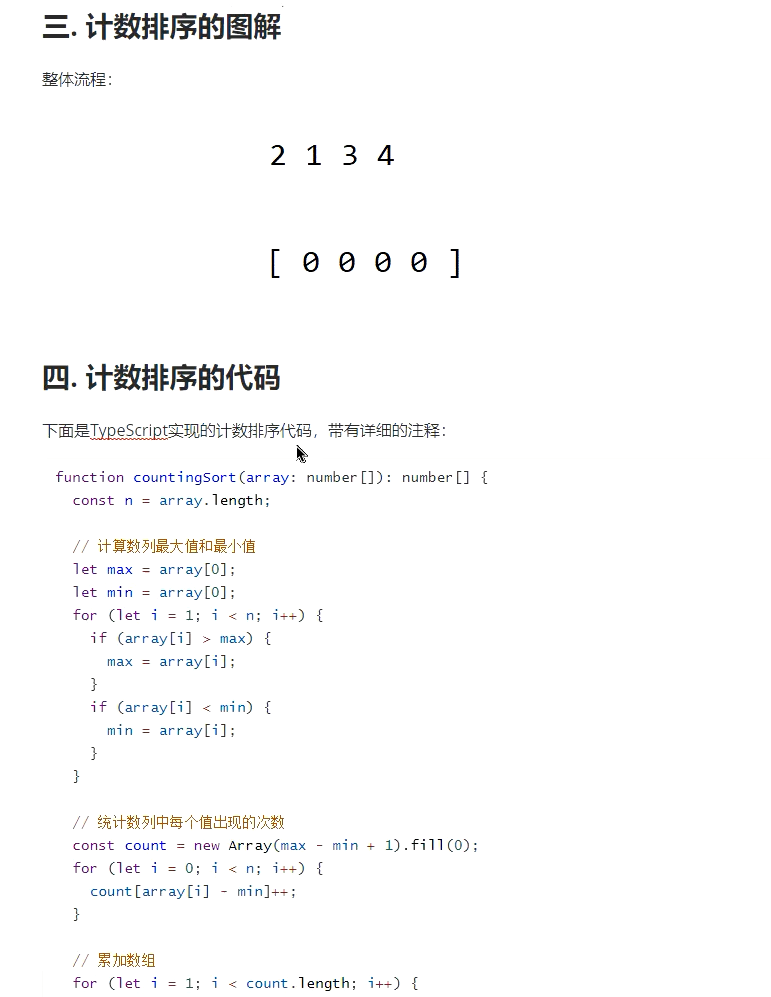 三. 计数排序的图解
整体流程：
2 1 3 4
[ 0 0 0 0 ]
四. 计数排序的代码
下面是TypeScript实现的计数排序代码，带有详细的注释：
function countingSort(array: number[]): number[] {
  const n = array.length;

  // 计算数列最大值和最小值
  let max = array[0];
  let min = array[0];
  for (let i = 1; i < n; i++) {
    if (array[i] > max) {
      max = array[i];
    }
    if (array[i] < min) {
      min = array[i];
    }
  }

  // 统计数列中每个值出现的次数
  const count = new Array(max - min + 1).fill(0);
  for (let i = 0; i < n; i++) {
    count[array[i] - min]++;
  }

  // 累加数组
  for (let i = 1; i < count.length; i++) {